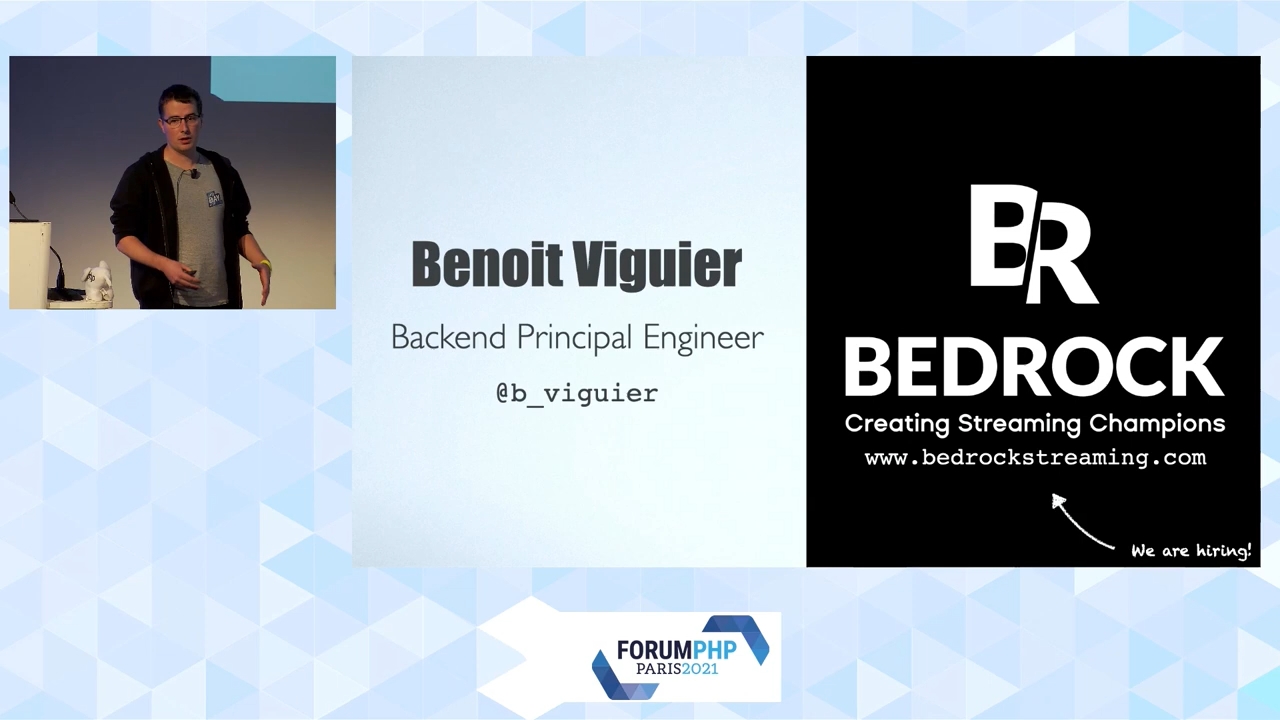 Benoit Viguier
Backend Principal Engineer
@b_viguier
BR
BEDROCK
Creating Streaming Champions
www.bedrockstreaming.com
We are hiring!
FORUMPHP
PARIS2021